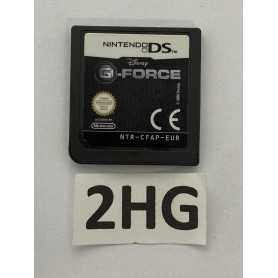 NINTENDO DS
Disney
G-FORCE
CE
Nintendo
NTR-CFAP-EUR
2HG